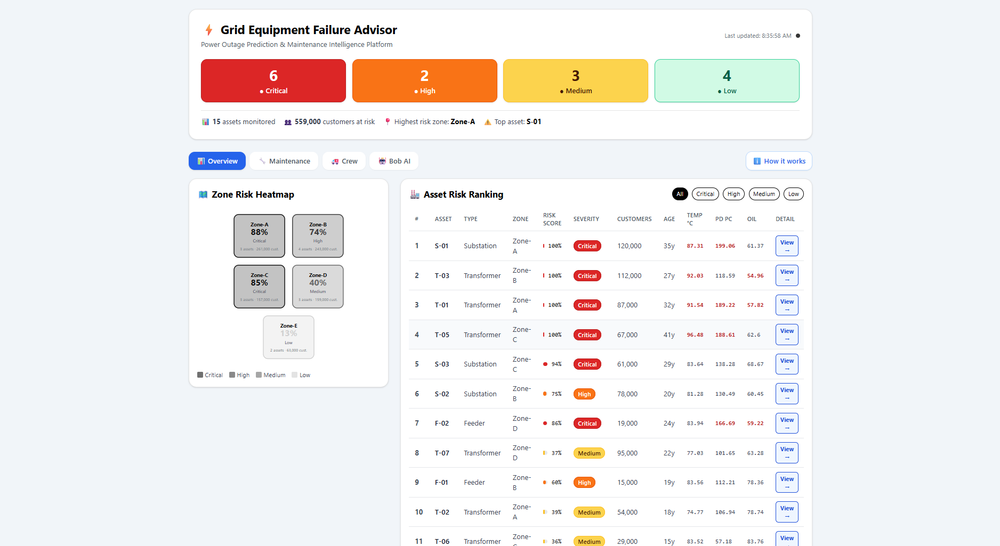 Grid Equipment Failure Advisor
Power Outage Prediction & Maintenance Intelligence Platform
Last updated: 8:35:58 AM
6
● Critical
2
● High
3
● Medium
4
● Low
15 assets monitored 559,000 customers at risk Highest risk zone: Zone-A Top asset: S-01
Overview Maintenance Crew Bob AI How it works
Zone Risk Heatmap
Zone-A
88%
Critical
3 assets · 261,000 cust.
Zone-B
74%
High
4 assets · 243,000 cust.
Zone-C
85%
Critical
3 assets · 157,000 cust.
Zone-D
40%
Medium
3 assets · 159,000 cust.
Zone-E
13%
Low
2 assets · 63,000 cust.
Critical High Medium Low
Asset Risk Ranking
All Critical High Medium Low
# ASSET TYPE ZONE RISK SCORE SEVERITY CUSTOMERS AGE TEMP °C PD PC OIL DETAIL
1 S-01 Substation Zone-A 100% Critical 120,000 35y 87.31 199.06 61.37 View →
2 T-03 Transformer Zone-B 100% Critical 112,000 27y 92.03 118.59 54.96 View →
3 T-01 Transformer Zone-A 100% Critical 87,000 32y 91.54 189.22 57.82 View →
4 T-05 Transformer Zone-C 100% Critical 67,000 41y 96.48 188.61 62.6 View →
5 S-03 Substation Zone-C 94% Critical 61,000 29y 83.64 138.28 68.67 View →
6 S-02 Substation Zone-B 75% High 78,000 20y 81.28 130.49 60.45 View →
7 F-02 Feeder Zone-D 86% Critical 19,000 24y 83.94 166.69 59.22 View →
8 T-07 Transformer Zone-D 37% Medium 95,000 22y 77.03 101.65 63.28 View →
9 F-01 Feeder Zone-B 60% High 15,000 19y 83.56 112.21 78.36 View →
10 T-02 Transformer Zone-A 39% Medium 54,000 18y 74.77 106.94 78.74 View →
11 T-06 Transformer Zone- 36% Medium 29,000 15y 83.52 57.18 83.76 View